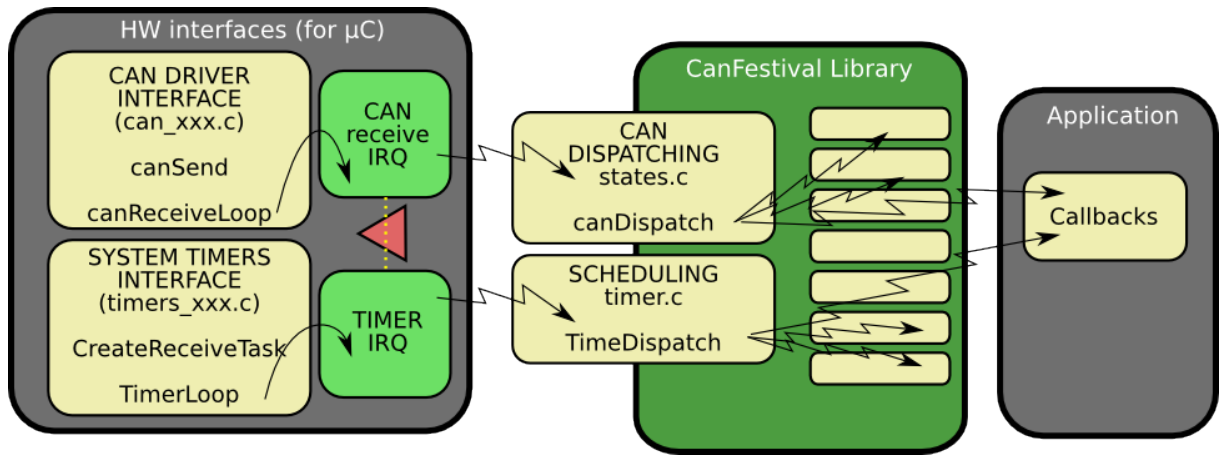 HW interfaces (for µC)
CAN DRIVER
INTERFACE
(can_xxx.c)
canSend
canReceiveLoop
CAN
receive
IRQ
SYSTEM TIMERS
INTERFACE
(timers_xxx.c)
CreateReceiveTask
TimerLoop
TIMER
IRQ
CanFestival Library
CAN
DISPATCHING
states.c
canDispatch
SCHEDULING
timer.c
TimeDispatch
Application
Callbacks